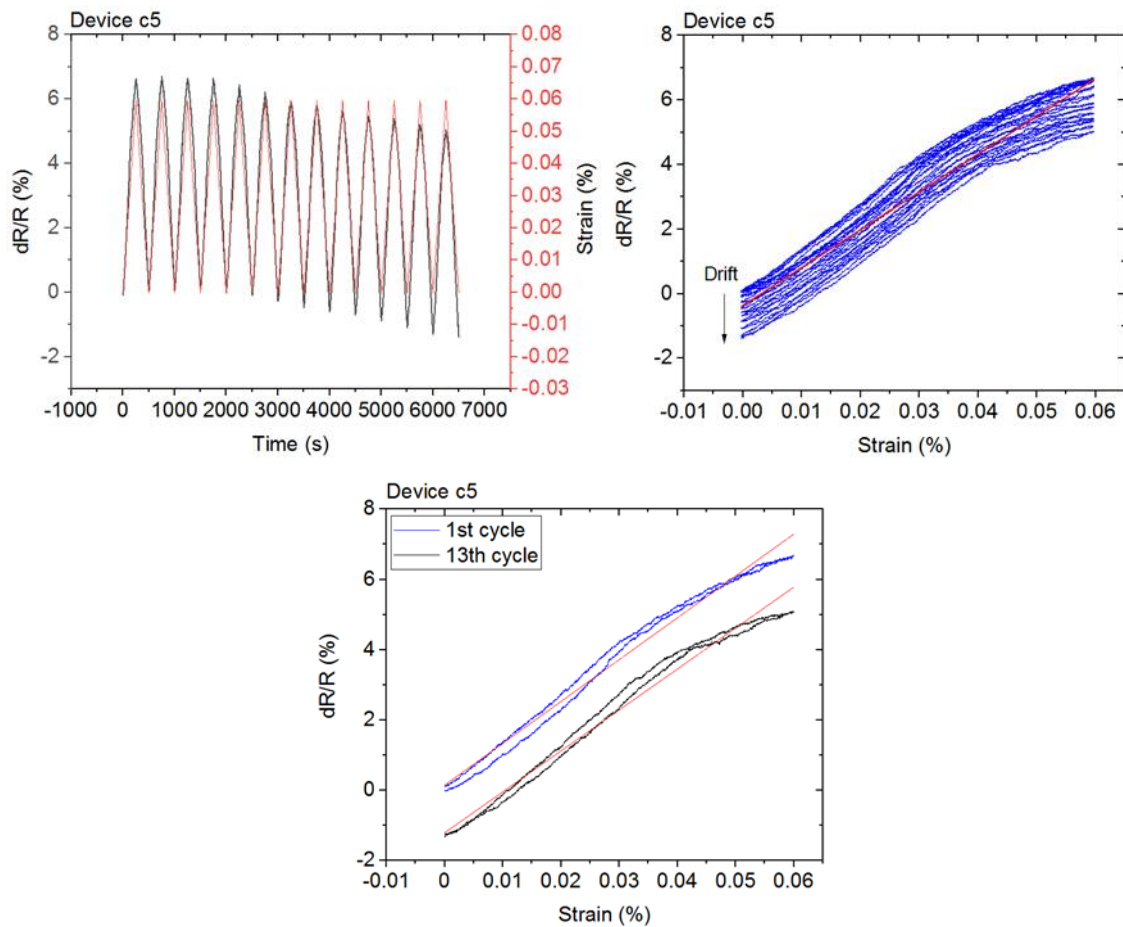 Device c5
8
6
4
2
0
-2
dR/R (%)
-1000 0 1000 2000 3000 4000 5000 6000 7000
Time (s)
0.08
0.07
0.06
0.05
0.04
0.03
0.02
0.01
0.00
-0.01
-0.02
-0.03
Strain (%)
Device c5
8
6
4
2
0
-2
dR/R (%)
Drift
-0.01 0.00 0.01 0.02 0.03 0.04 0.05 0.06
Strain (%)
Device c5
1st cycle
13th cycle
8
6
4
2
0
-2
dR/R (%)
-0.01 0 0.01 0.02 0.03 0.04 0.05 0.06
Strain (%)